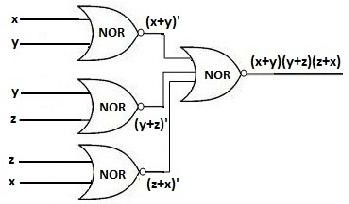 x
y
NOR
(x+y)'
y
z
NOR
(y+z)'
z
x
NOR
(z+x)'
NOR
(x+y)(y+z)(z+x)